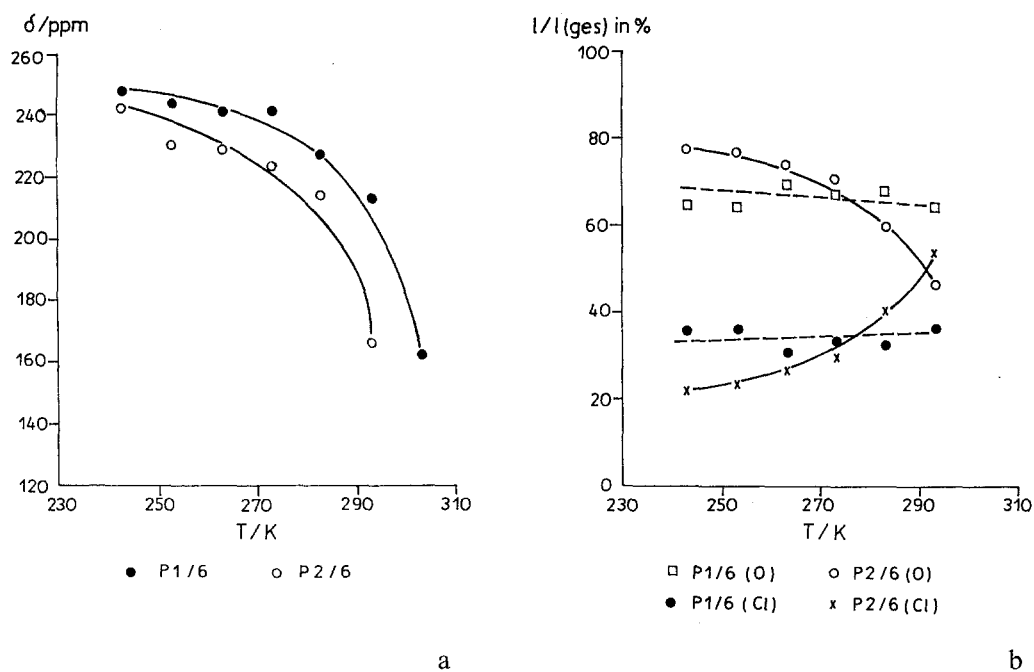 δ/ppm
260
240
220
200
180
160
140
120
230 250 270 290 310
T/K
● P1/6 ○ P2/6
a
I/I(ges) in %
100
80
60
40
20
0
230 250 270 290 310
T/K
□ P1/6 (O) ○ P2/6 (O)
● P1/6 (Cl) x P2/6 (Cl)
b